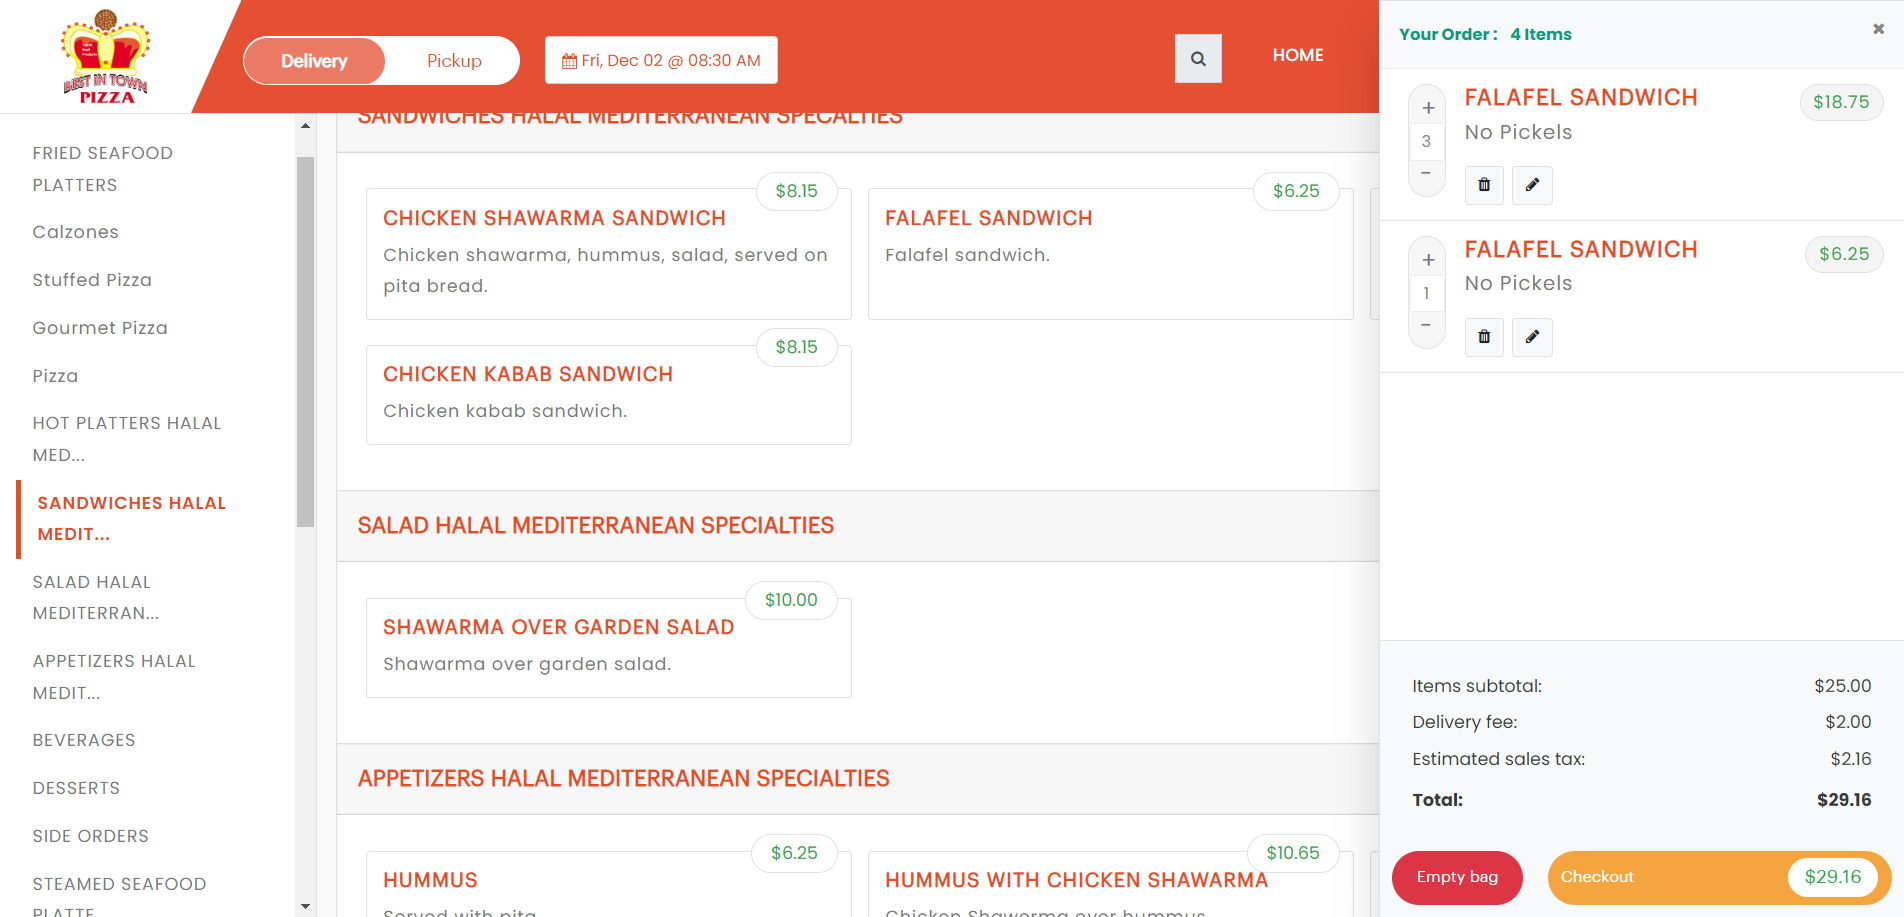 BEST IN TOWN
PIZZA
Delivery
Pickup
Fri, Dec 02 @ 08:30 AM
HOME
FRIED SEAFOOD
PLATTERS
Calzones
Stuffed Pizza
Gourmet Pizza
Pizza
HOT PLATTERS HALAL
MED...
SANDWICHES HALAL
MEDIT...
SALAD HALAL
MEDITERRAN...
APPETIZERS HALAL
MEDIT...
BEVERAGES
DESSERTS
SIDE ORDERS
STEAMED SEAFOOD
PLATTE
SANDWICHES HALAL MEDITERRANEAN SPECALTIES
$8.15
CHICKEN SHAWARMA SANDWICH
Chicken shawarma, hummus, salad, served on
pita bread.
$6.25
FALAFEL SANDWICH
Falafel sandwich.
$8.15
CHICKEN KABAB SANDWICH
Chicken kabab sandwich.
SALAD HALAL MEDITERRANEAN SPECIALTIES
$10.00
SHAWARMA OVER GARDEN SALAD
Shawarma over garden salad.
APPETIZERS HALAL MEDITERRANEAN SPECIALTIES
$6.25
HUMMUS
Served with pita
$10.65
HUMMUS WITH CHICKEN SHAWARMA
Chicken Shawerma over hummus
Your Order : 4 Items
×
+
3
−
FALAFEL SANDWICH
$18.75
No Pickels
+
1
−
FALAFEL SANDWICH
$6.25
No Pickels
Items subtotal: $25.00
Delivery fee: $2.00
Estimated sales tax: $2.16
Total: $29.16
Empty bag
Checkout $29.16